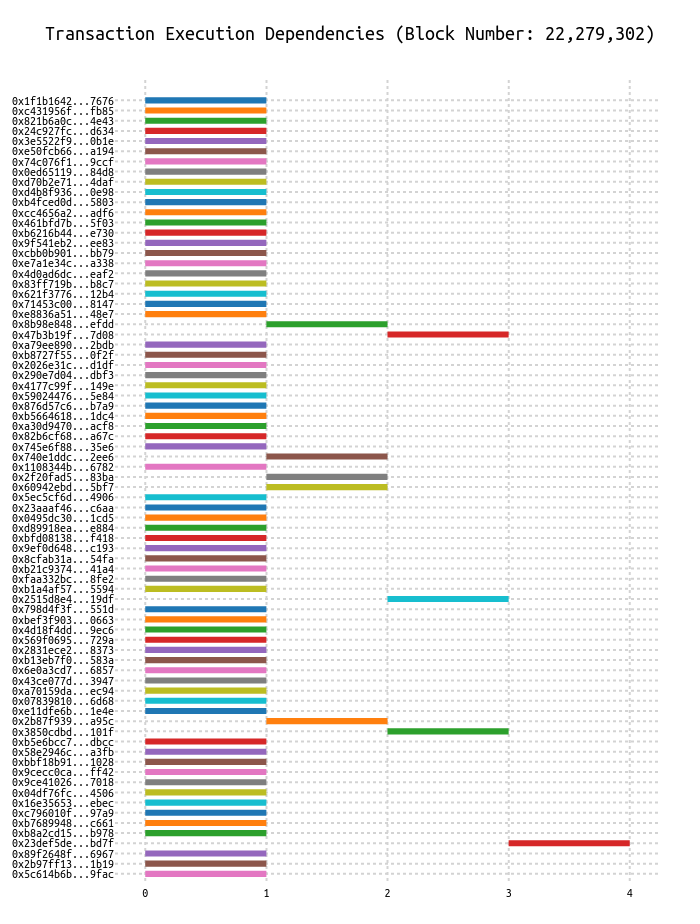 Transaction Execution Dependencies (Block Number: 22,279,302)
0x1f1b1642...7676
0xc431956f...fb85
0x821b6a0c...4e43
0x24c927fc...d634
0x3e5522f9...0b1e
0xe50fcb66...a194
0x74c076f1...9ccf
0x0ed65119...84d8
0xd70b2e71...4daf
0xd4b8f936...0e98
0xb4fced0d...5803
0xcc4656a2...adf6
0x461bfd7b...5f03
0xb6216b44...e730
0x9f541eb2...ee83
0xcbb0b901...bb79
0xe7a1e34c...a338
0x4d0ad6dc...eaf2
0x83ff719b...b8c7
0x621f3776...12b4
0x71453c00...8147
0xe8836a51...48e7
0x8b98e848...efdd
0x47b3b19f...7d08
0xa79ee890...2bdb
0xb8727f55...0f2f
0x2026e31c...d1df
0x290e7d04...dbf3
0x4177c99f...149e
0x59024476...5e84
0x876d57c6...b7a9
0xb5664618...1dc4
0xa30d9470...acf8
0x82b6cf68...a67c
0x745e6f88...35e6
0x740e1ddc...2ee6
0x1108344b...6782
0x2f20fad5...83ba
0x60942ebd...5bf7
0x5ec5cf6d...4906
0x23aaaf46...c6aa
0x0495dc30...1cd5
0xd89918ea...e884
0xbfd08138...f418
0x9ef0d648...c193
0x8cfab31a...54fa
0xb21c9374...41a4
0xfaa332bc...8fe2
0xb1a4af57...5594
0x2515d8e4...19df
0x798d4f3f...551d
0xbef3f903...0663
0x4d18f4dd...9ec6
0x569f0695...729a
0x2831ece2...8373
0xb13eb7f0...583a
0x6e0a3cd7...6857
0x43ce077d...3947
0xa70159da...ec94
0x07839810...6d68
0xe11dfe6b...1e4e
0x2b87f939...a95c
0x3850cdbd...101f
0xb5e6bcc7...dbcc
0x58e2946c...a3fb
0xbbf18b91...1028
0x9cecc0ca...ff42
0x9ce41026...7018
0x04df76fc...4506
0x16e35653...ebec
0xc796010f...97a9
0xb7689948...c661
0xb8a2cd15...b978
0x23def5de...bd7f
0x89f2648f...6967
0x2b97ff13...1b19
0x5c614b6b...9fac
0 1 2 3 4